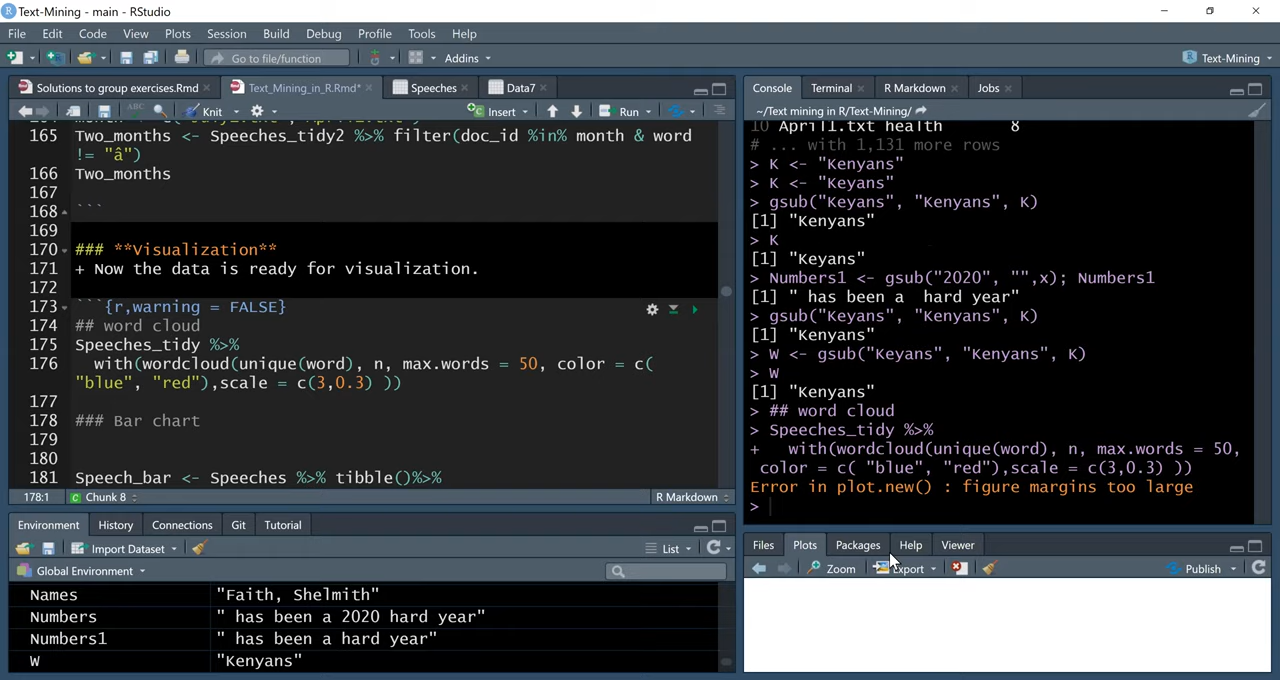 Text-Mining - main - RStudio
File Edit Code View Plots Session Build Debug Profile Tools Help
Go to file/function Addins Text-Mining
Solutions to group exercises.Rmd Text_Mining_in_R.Rmd* Speeches Data7
Knit Insert Run
165 Two_months <- Speeches_tidy2 %>% filter(doc_id %in% month & word
!= "â")
166 Two_months
167
168 ```
169
170 ### **Visualization**
171 + Now the data is ready for visualization.
172
173 ```{r,warning = FALSE}
174 ## word cloud
175 Speeches_tidy %>%
176 with(wordcloud(unique(word), n, max.words = 50, color = c(
"blue", "red"),scale = c(3,0.3) ))
177
178 ### Bar chart
179
180
181 Speech_bar <- Speeches %>% tibble()%>%
178:1 Chunk 8 R Markdown
Environment History Connections Git Tutorial
Import Dataset List
Global Environment
Names "Faith, Shelmith"
Numbers " has been a 2020 hard year"
Numbers1 " has been a hard year"
W "Kenyans"
Console Terminal R Markdown Jobs
~/Text mining in R/Text-Mining/
10 April1.txt health 8
# ... with 1,131 more rows
> K <- "Kenyans"
> K <- "Keyans"
> gsub("Keyans", "Kenyans", K)
[1] "Kenyans"
> K
[1] "Keyans"
> Numbers1 <- gsub("2020", "",x); Numbers1
[1] " has been a  hard year"
> gsub("Keyans", "Kenyans", K)
[1] "Kenyans"
> W <- gsub("Keyans", "Kenyans", K)
> W
[1] "Kenyans"
> ## word cloud
> Speeches_tidy %>%
+ with(wordcloud(unique(word), n, max.words = 50,
color = c( "blue", "red"),scale = c(3,0.3) ))
Error in plot.new() : figure margins too large
>
Files Plots Packages Help Viewer
Zoom Export Publish